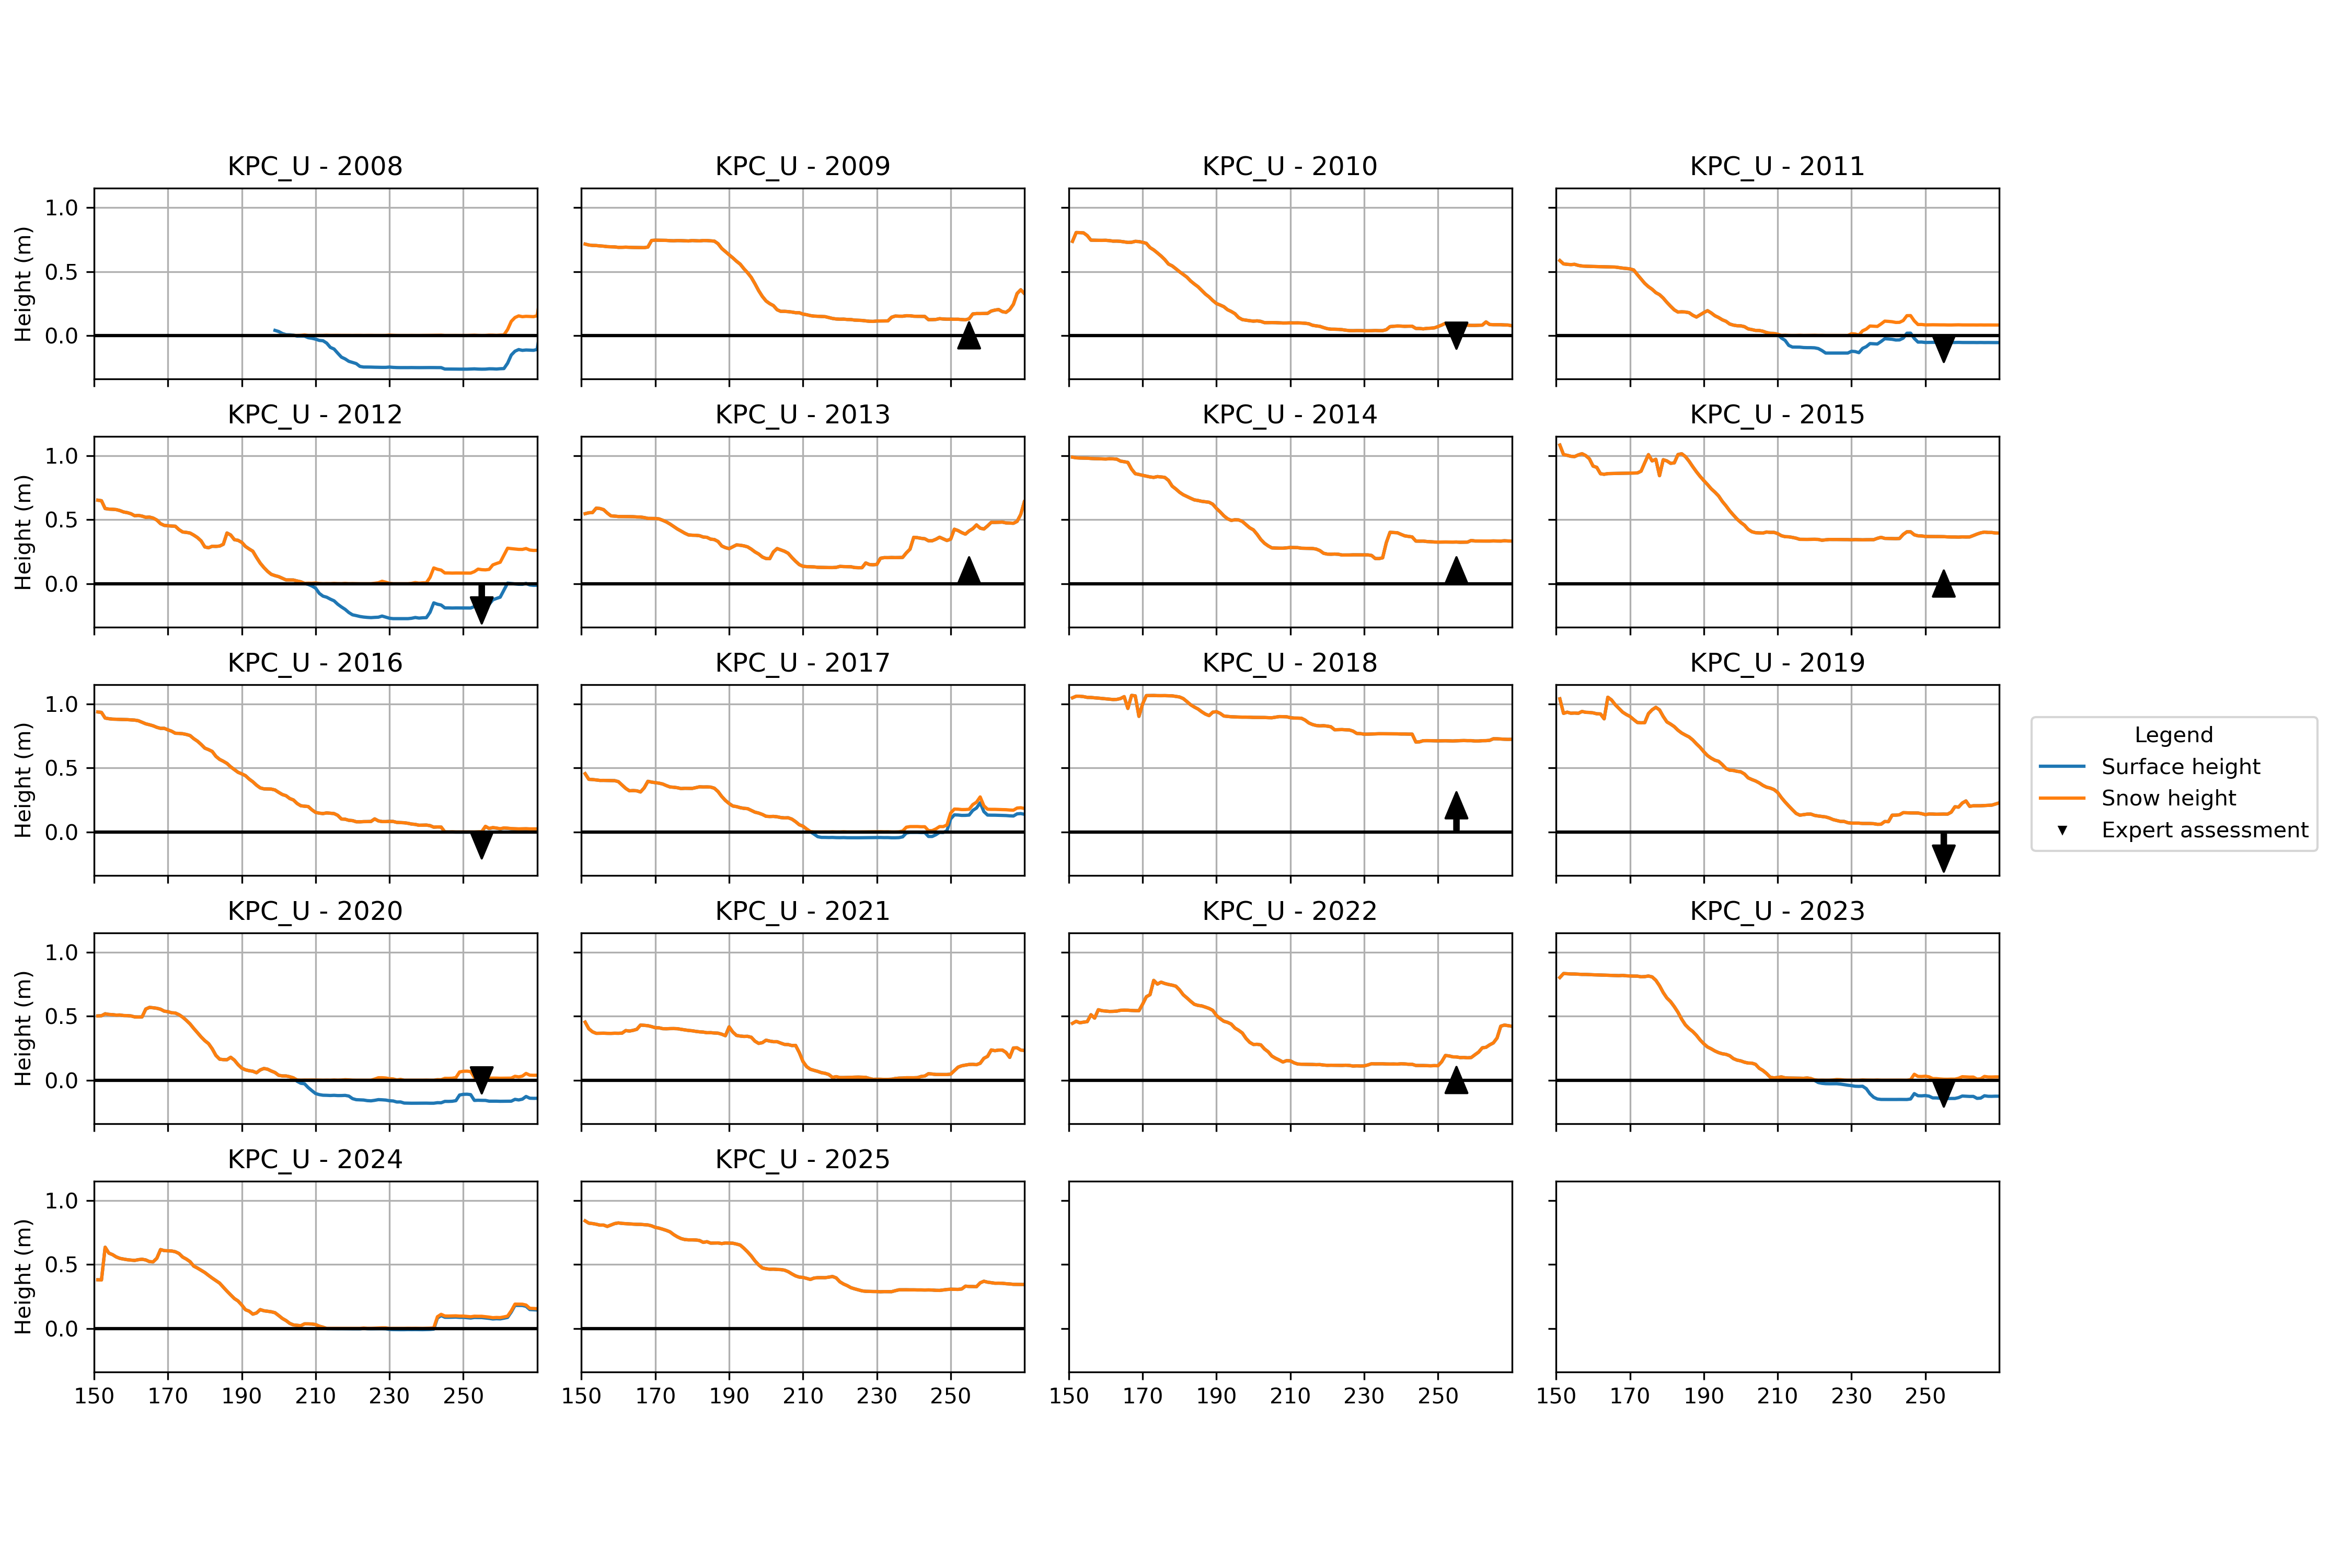 KPC_U - 2008
KPC_U - 2009
KPC_U - 2010
KPC_U - 2011
1.0
0.5
0.0
Height (m)
KPC_U - 2012
KPC_U - 2013
KPC_U - 2014
KPC_U - 2015
1.0
0.5
0.0
Height (m)
KPC_U - 2016
KPC_U - 2017
KPC_U - 2018
KPC_U - 2019
1.0
0.5
0.0
Height (m)
Legend
Surface height
Snow height
Expert assessment
KPC_U - 2020
KPC_U - 2021
KPC_U - 2022
KPC_U - 2023
1.0
0.5
0.0
Height (m)
KPC_U - 2024
KPC_U - 2025
1.0
0.5
0.0
Height (m)
150 170 190 210 230 250
150 170 190 210 230 250
150 170 190 210 230 250
150 170 190 210 230 250